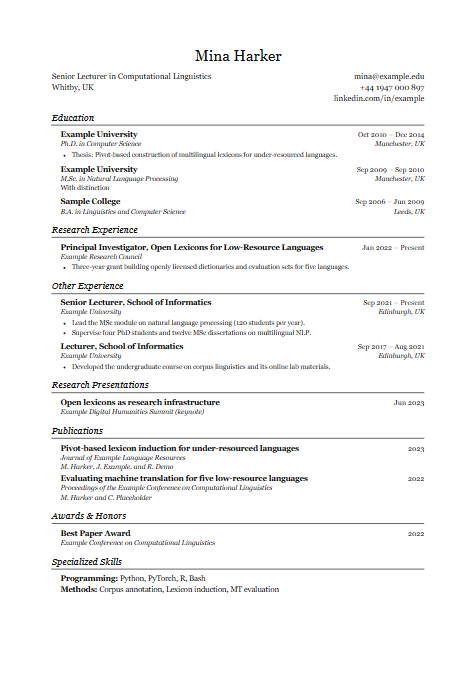 Mina Harker
Senior Lecturer in Computational Linguistics
mina@example.edu
Whitby, UK
+44 1947 000 897
linkedin.com/in/example
Education
Example University
Oct 2010 – Dec 2014
Ph.D. in Computer Science
Manchester, UK
• Thesis: Pivot-based construction of multilingual lexicons for under-resourced languages.
Example University
Sep 2009 – Sep 2010
M.Sc. in Natural Language Processing
Manchester, UK
With distinction
Sample College
Sep 2006 – Jun 2009
B.A. in Linguistics and Computer Science
Leeds, UK
Research Experience
Principal Investigator, Open Lexicons for Low-Resource Languages
Jan 2022 – Present
Example Research Council
• Three-year grant building openly licensed dictionaries and evaluation sets for five languages.
Other Experience
Senior Lecturer, School of Informatics
Sep 2021 – Present
Example University
Edinburgh, UK
• Lead the MSc module on natural language processing (120 students per year).
• Supervise four PhD students and twelve MSc dissertations on multilingual NLP.
Lecturer, School of Informatics
Sep 2017 – Aug 2021
Example University
Edinburgh, UK
• Developed the undergraduate course on corpus linguistics and its online lab materials.
Research Presentations
Open lexicons as research infrastructure
Jun 2023
Example Digital Humanities Summit (keynote)
Publications
Pivot-based lexicon induction for under-resourced languages
2023
Journal of Example Language Resources
M. Harker, J. Example, and R. Demo
Evaluating machine translation for five low-resource languages
2022
Proceedings of the Example Conference on Computational Linguistics
M. Harker and C. Placeholder
Awards & Honors
Best Paper Award
2022
Example Conference on Computational Linguistics
Specialized Skills
Programming: Python, PyTorch, R, Bash
Methods: Corpus annotation, Lexicon induction, MT evaluation